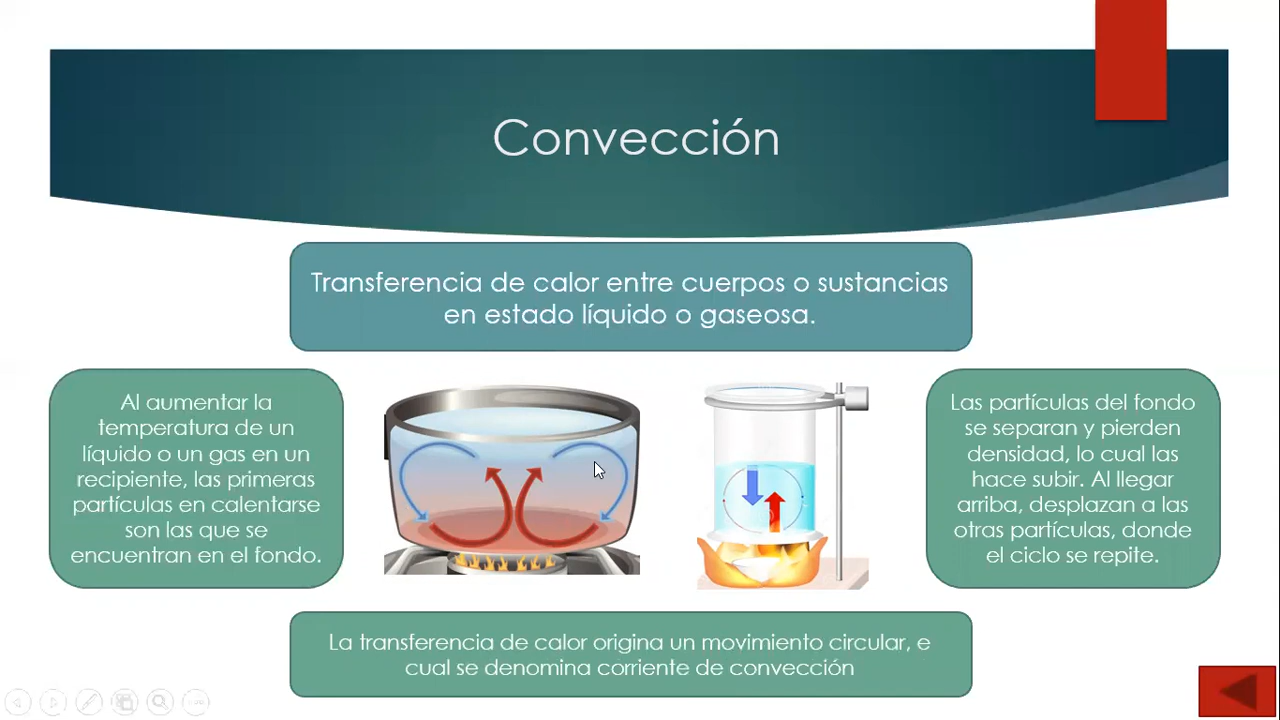 Convección
Transferencia de calor entre cuerpos o sustancias
en estado líquido o gaseosa.
Al aumentar la
temperatura de un
líquido o un gas en un
recipiente, las primeras
partículas en calentarse
son las que se
encuentran en el fondo.
Las partículas del fondo
se separan y pierden
densidad, lo cual las
hace subir. Al llegar
arriba, desplazan a las
otras partículas, donde
el ciclo se repite.
La transferencia de calor origina un movimiento circular, e
cual se denomina corriente de convección